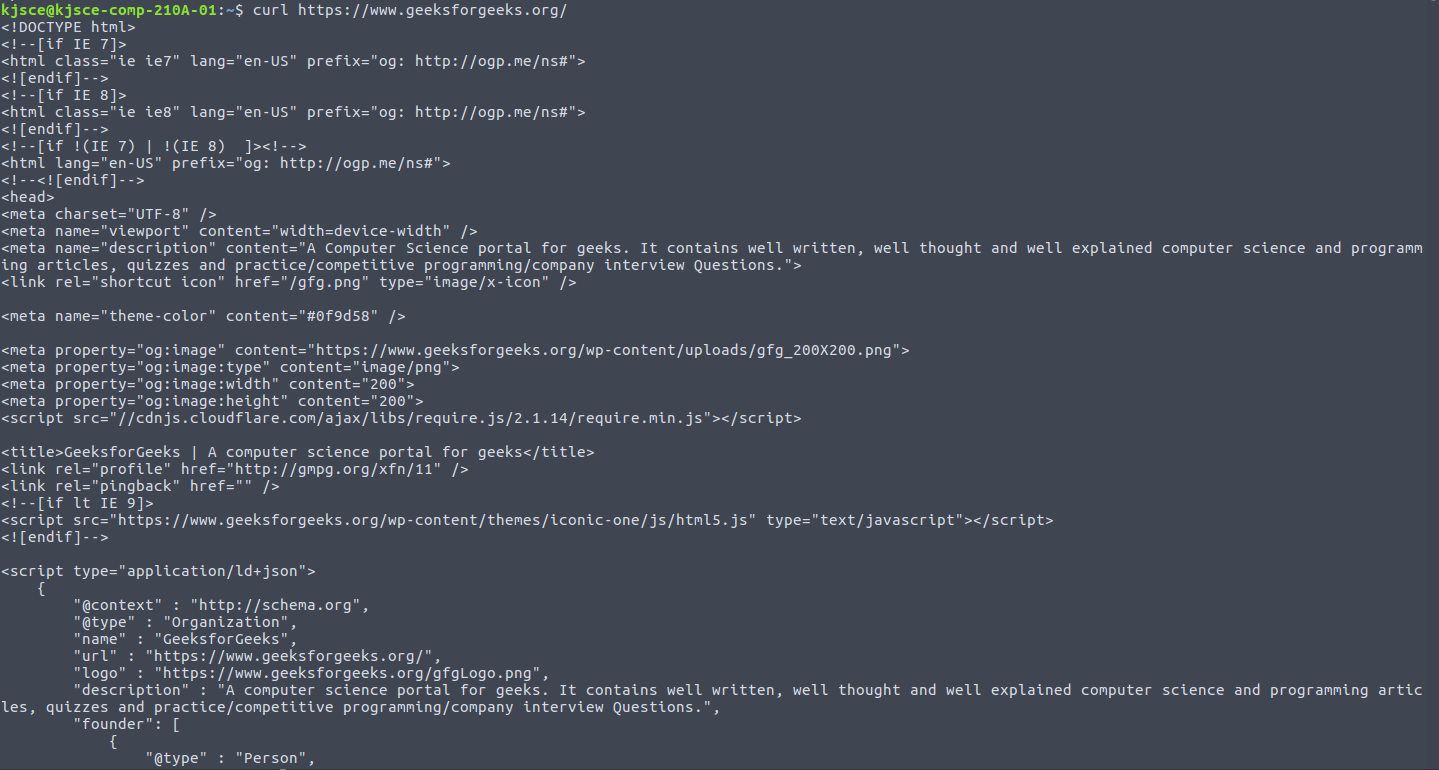 kjsce@kjsce-comp-210A-01:~$ curl https://www.geeksforgeeks.org/
<!DOCTYPE html>
<!--[if IE 7]>
<html class="ie ie7" lang="en-US" prefix="og: http://ogp.me/ns#">
<![endif]-->
<!--[if IE 8]>
<html class="ie ie8" lang="en-US" prefix="og: http://ogp.me/ns#">
<![endif]-->
<!--[if !(IE 7) | !(IE 8)  ]><!-->
<html lang="en-US" prefix="og: http://ogp.me/ns#">
<!--<![endif]-->
<head>
<meta charset="UTF-8" />
<meta name="viewport" content="width=device-width" />
<meta name="description" content="A Computer Science portal for geeks. It contains well written, well thought and well explained computer science and programm
ing articles, quizzes and practice/competitive programming/company interview Questions.">
<link rel="shortcut icon" href="/gfg.png" type="image/x-icon" />

<meta name="theme-color" content="#0f9d58" />

<meta property="og:image" content="https://www.geeksforgeeks.org/wp-content/uploads/gfg_200X200.png">
<meta property="og:image:type" content="image/png">
<meta property="og:image:width" content="200">
<meta property="og:image:height" content="200">
<script src="//cdnjs.cloudflare.com/ajax/libs/require.js/2.1.14/require.min.js"></script>

<title>GeeksforGeeks | A computer science portal for geeks</title>
<link rel="profile" href="http://gmpg.org/xfn/11" />
<link rel="pingback" href="" />
<!--[if lt IE 9]>
<script src="https://www.geeksforgeeks.org/wp-content/themes/iconic-one/js/html5.js" type="text/javascript"></script>
<![endif]-->

<script type="application/ld+json">
    {
        "@context" : "http://schema.org",
        "@type" : "Organization",
        "name" : "GeeksforGeeks",
        "url" : "https://www.geeksforgeeks.org/",
        "logo" : "https://www.geeksforgeeks.org/gfgLogo.png",
        "description" : "A computer science portal for geeks. It contains well written, well thought and well explained computer science and programming artic
les, quizzes and practice/competitive programming/company interview Questions.",
        "founder": [
            {
                "@type" : "Person",